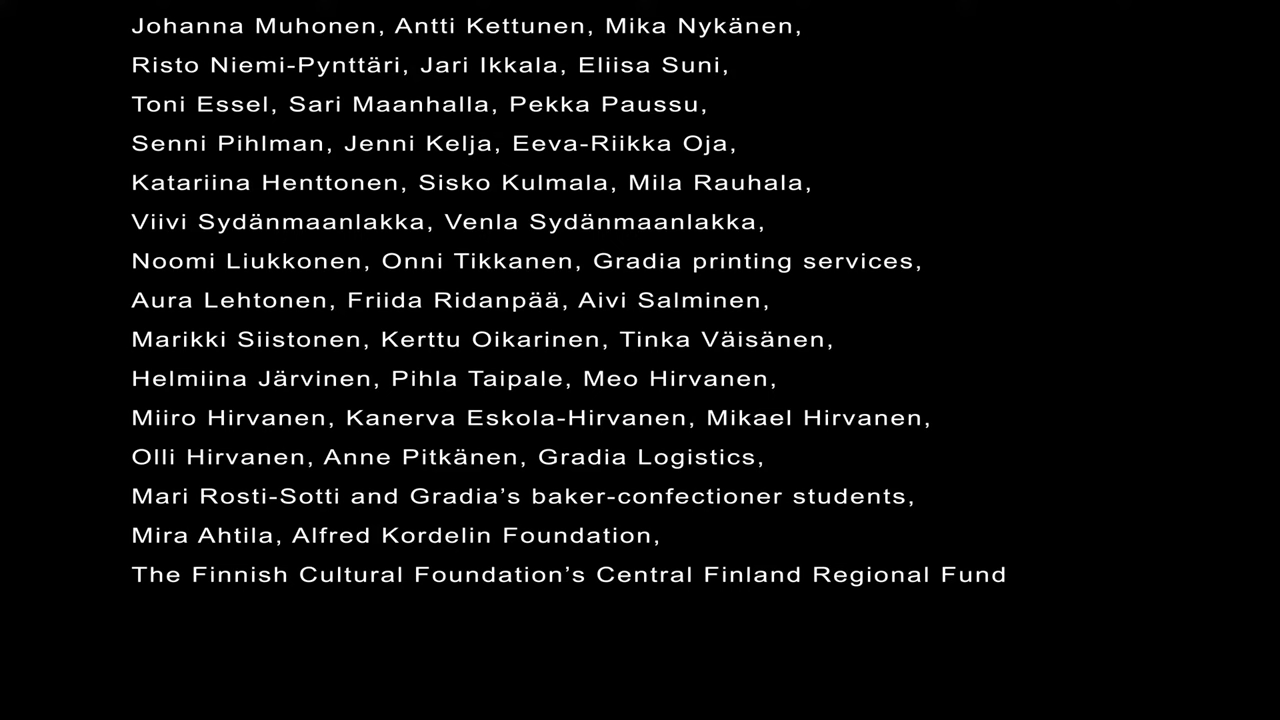 Johanna Muhonen, Antti Kettunen, Mika Nykänen,
Risto Niemi-Pynttäri, Jari Ikkala, Eliisa Suni,
Toni Essel, Sari Maanhalla, Pekka Paussu,
Senni Pihlman, Jenni Kelja, Eeva-Riikka Oja,
Katariina Henttonen, Sisko Kulmala, Mila Rauhala,
Viivi Sydänmaanlakka, Venla Sydänmaanlakka,
Noomi Liukkonen, Onni Tikkanen, Gradia printing services,
Aura Lehtonen, Friida Ridanpää, Aivi Salminen,
Marikki Siistonen, Kerttu Oikarinen, Tinka Väisänen,
Helmiina Järvinen, Pihla Taipale, Meo Hirvanen,
Miiro Hirvanen, Kanerva Eskola-Hirvanen, Mikael Hirvanen,
Olli Hirvanen, Anne Pitkänen, Gradia Logistics,
Mari Rosti-Sotti and Gradia’s baker-confectioner students,
Mira Ahtila, Alfred Kordelin Foundation,
The Finnish Cultural Foundation’s Central Finland Regional Fund